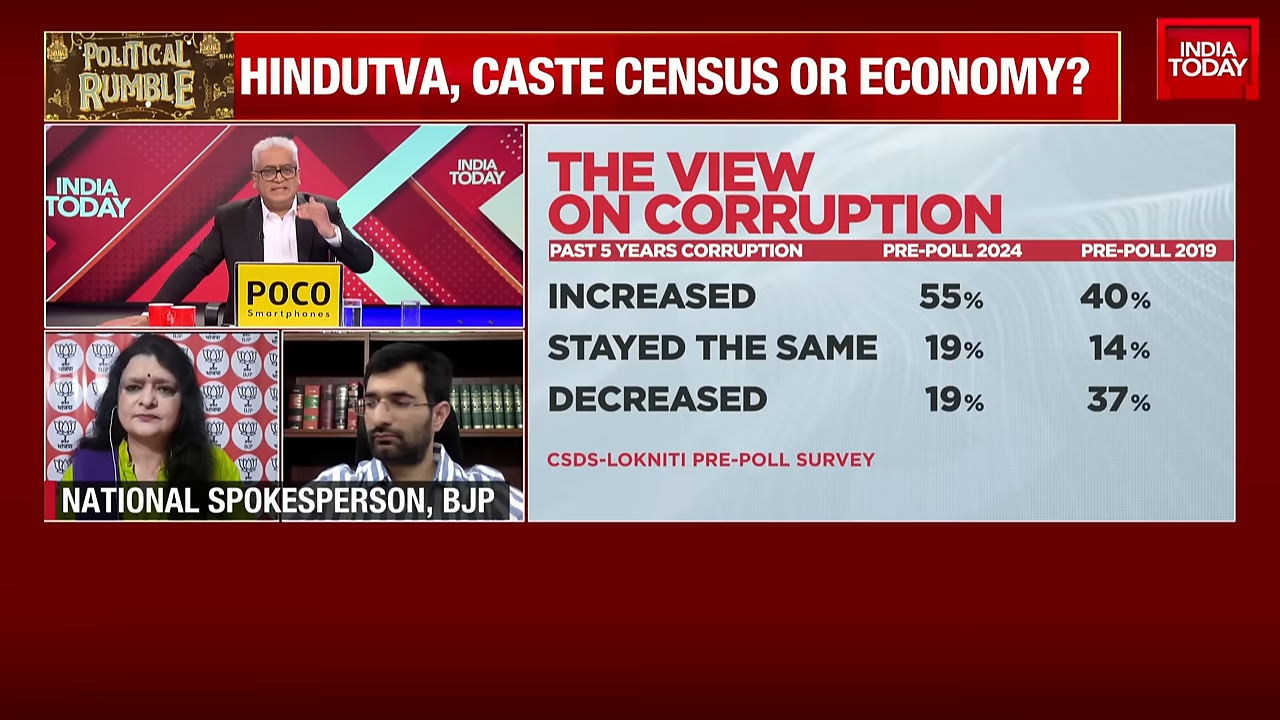 POLITICAL
RUMBLE
HINDUTVA, CASTE CENSUS OR ECONOMY?
INDIA
TODAY
INDIA
TODAY
INDIA
TODAY
POCO
Smartphones
NATIONAL SPOKESPERSON, BJP
THE VIEW
ON CORRUPTION
PAST 5 YEARS CORRUPTION PRE-POLL 2024 PRE-POLL 2019
INCREASED 55% 40%
STAYED THE SAME 19% 14%
DECREASED 19% 37%
CSDS-LOKNITI PRE-POLL SURVEY